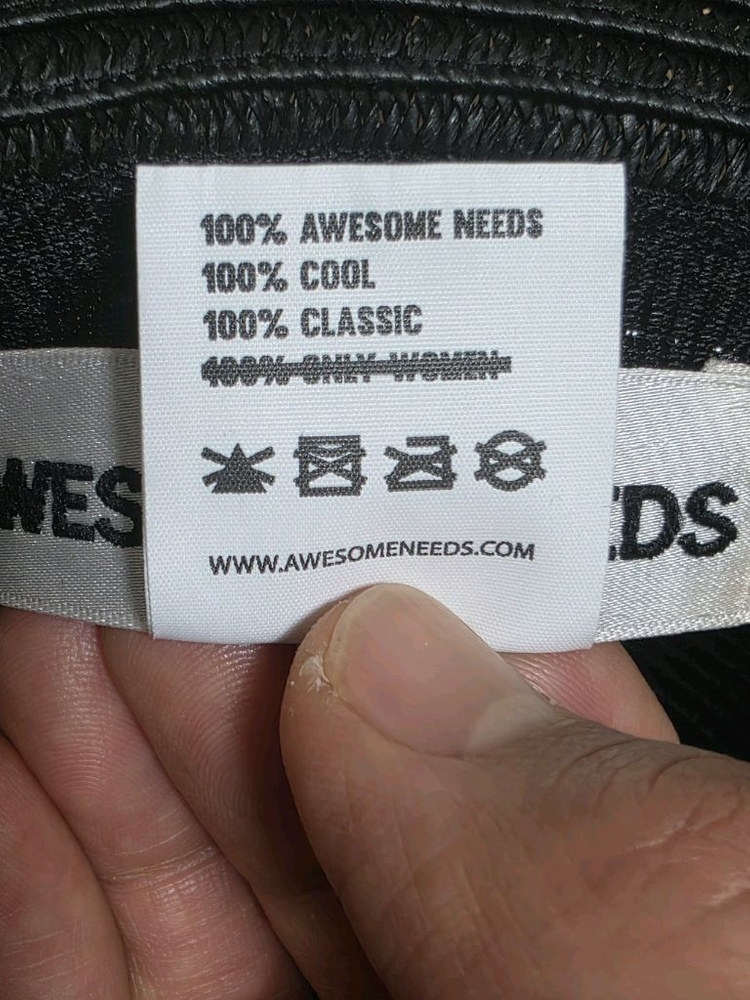 100% AWESOME NEEDS
100% COOL
100% CLASSIC
100% ONLY WOMEN
WES
EDS
WWW.AWESOMENEEDS.COM